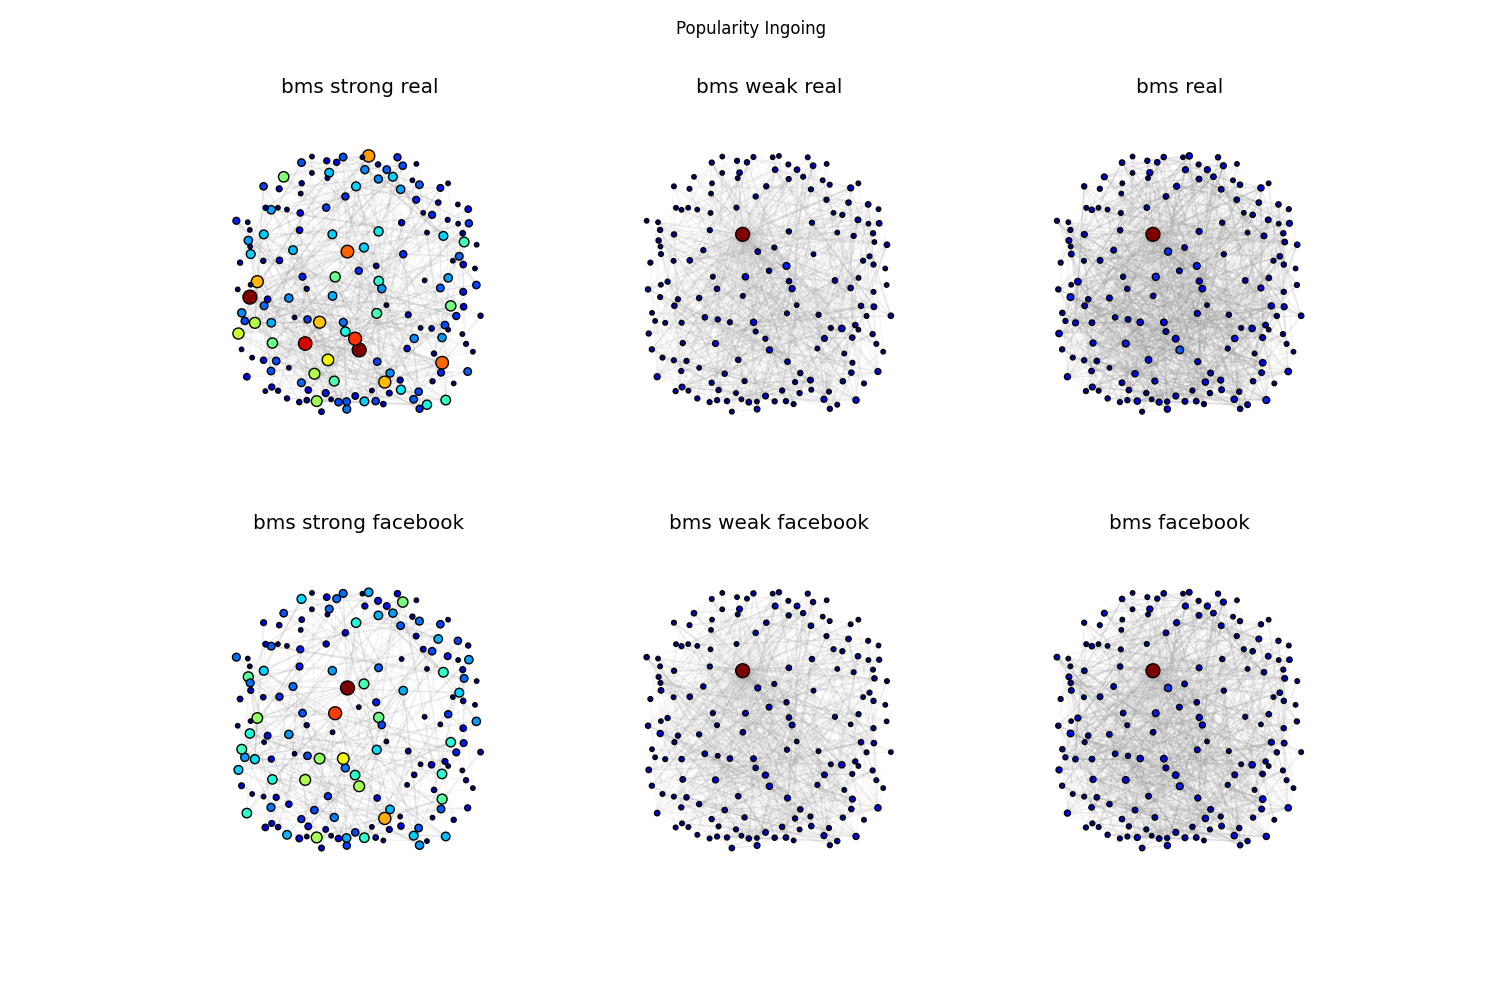 Popularity Ingoing
bms strong real
bms weak real
bms real
bms strong facebook
bms weak facebook
bms facebook